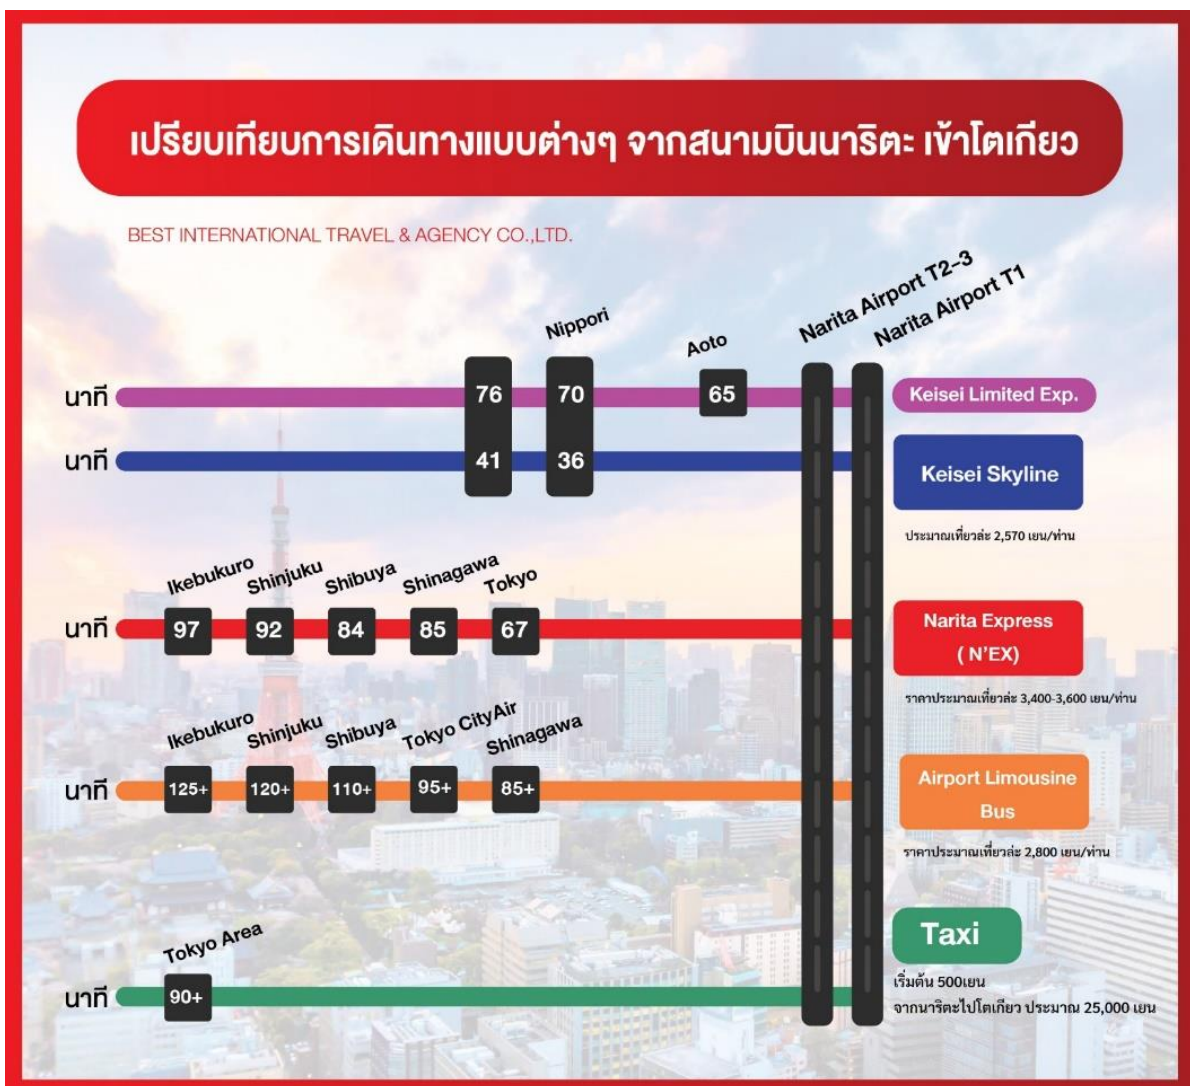 เปรียบเทียบการเดินทางแบบต่างๆ จากสนามบินนาริตะ เข้าโตเกียว
BEST INTERNATIONAL TRAVEL & AGENCY CO.,LTD.
Nippori
Aoto
Narita Airport T2-3
Narita Airport T1
นาที
76
70
65
Keisei Limited Exp.
นาที
41
36
Keisei Skyline
ประมาณเที่ยวล่ะ 2,570 เยน/ท่าน
Ikebukuro
Shinjuku
Shibuya
Shinagawa
Tokyo
นาที
97
92
84
85
67
Narita Express
( N'EX)
ราคาประมาณเที่ยวล่ะ 3,400-3,600 เยน/ท่าน
Ikebukuro
Shinjuku
Shibuya
Tokyo CityAir
Shinagawa
นาที
125+
120+
110+
95+
85+
Airport Limousine
Bus
ราคาประมาณเที่ยวล่ะ 2,800 เยน/ท่าน
Tokyo Area
นาที
90+
Taxi
เริ่มต้น 500เยน
จากนาริตะไปโตเกียว ประมาณ 25,000 เยน